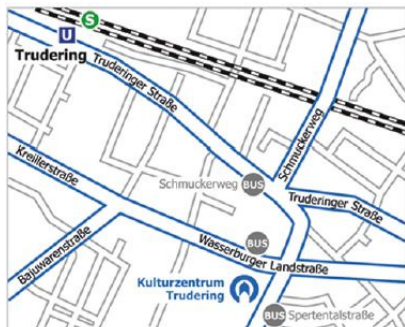 S
U
Trudering
Truderinger Straße
Schmuckerweg
Kreillerstraße
Schmuckerweg BUS
Truderinger Straße
Bajuwarenstraße
BUS
Wasserburger Landstraße
Kulturzentrum
Trudering
BUS Spertentalstraße